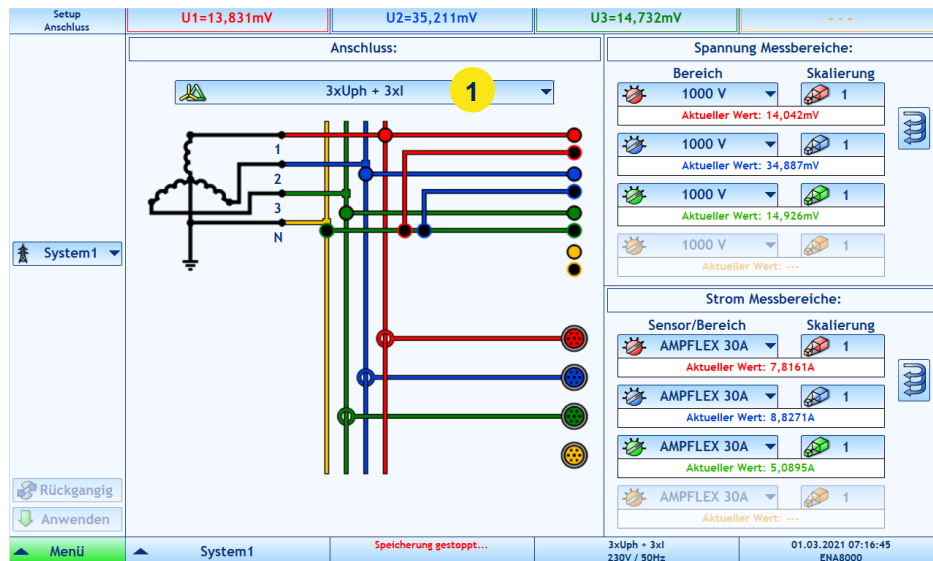 Setup
Anschluss
U1=13,831mV
U2=35,211mV
U3=14,732mV
---
Anschluss:
3xUph + 3xI
1
1
2
3
N
System1
Rückgangig
Anwenden
Spannung Messbereiche:
Bereich Skalierung
1000 V 1
Aktueller Wert: 14,042mV
1000 V 1
Aktueller Wert: 34,887mV
1000 V 1
Aktueller Wert: 14,926mV
1000 V 1
Aktueller Wert: ---
Strom Messbereiche:
Sensor/Bereich Skalierung
AMPFLEX 30A 1
Aktueller Wert: 7,8161A
AMPFLEX 30A 1
Aktueller Wert: 8,8271A
AMPFLEX 30A 1
Aktueller Wert: 5,0895A
AMPFLEX 30A 1
Aktueller Wert: ---
Menü
System1
Speicherung gestoppt...
3xUph + 3xI
230V / 50Hz
01.03.2021 07:16:45
ENA8000